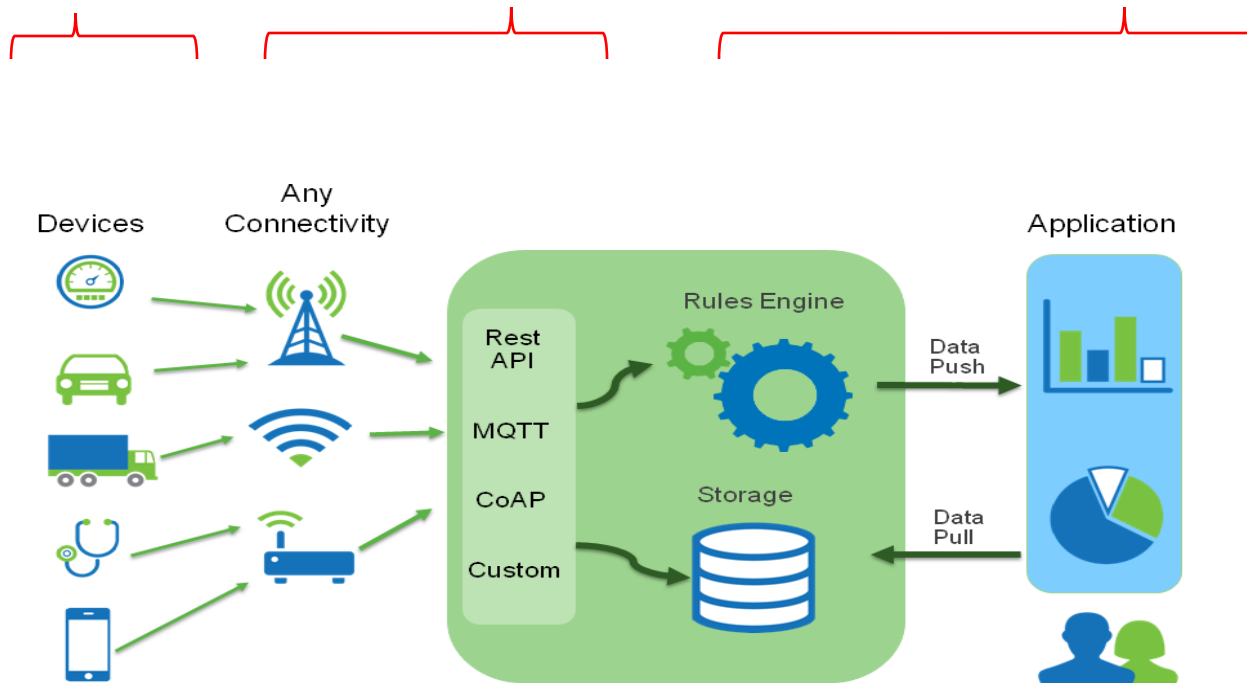 Devices
Any
Connectivity
Application
Rest
API
MQTT
CoAP
Custom
Rules Engine
Storage
Data
Push
Data
Pull